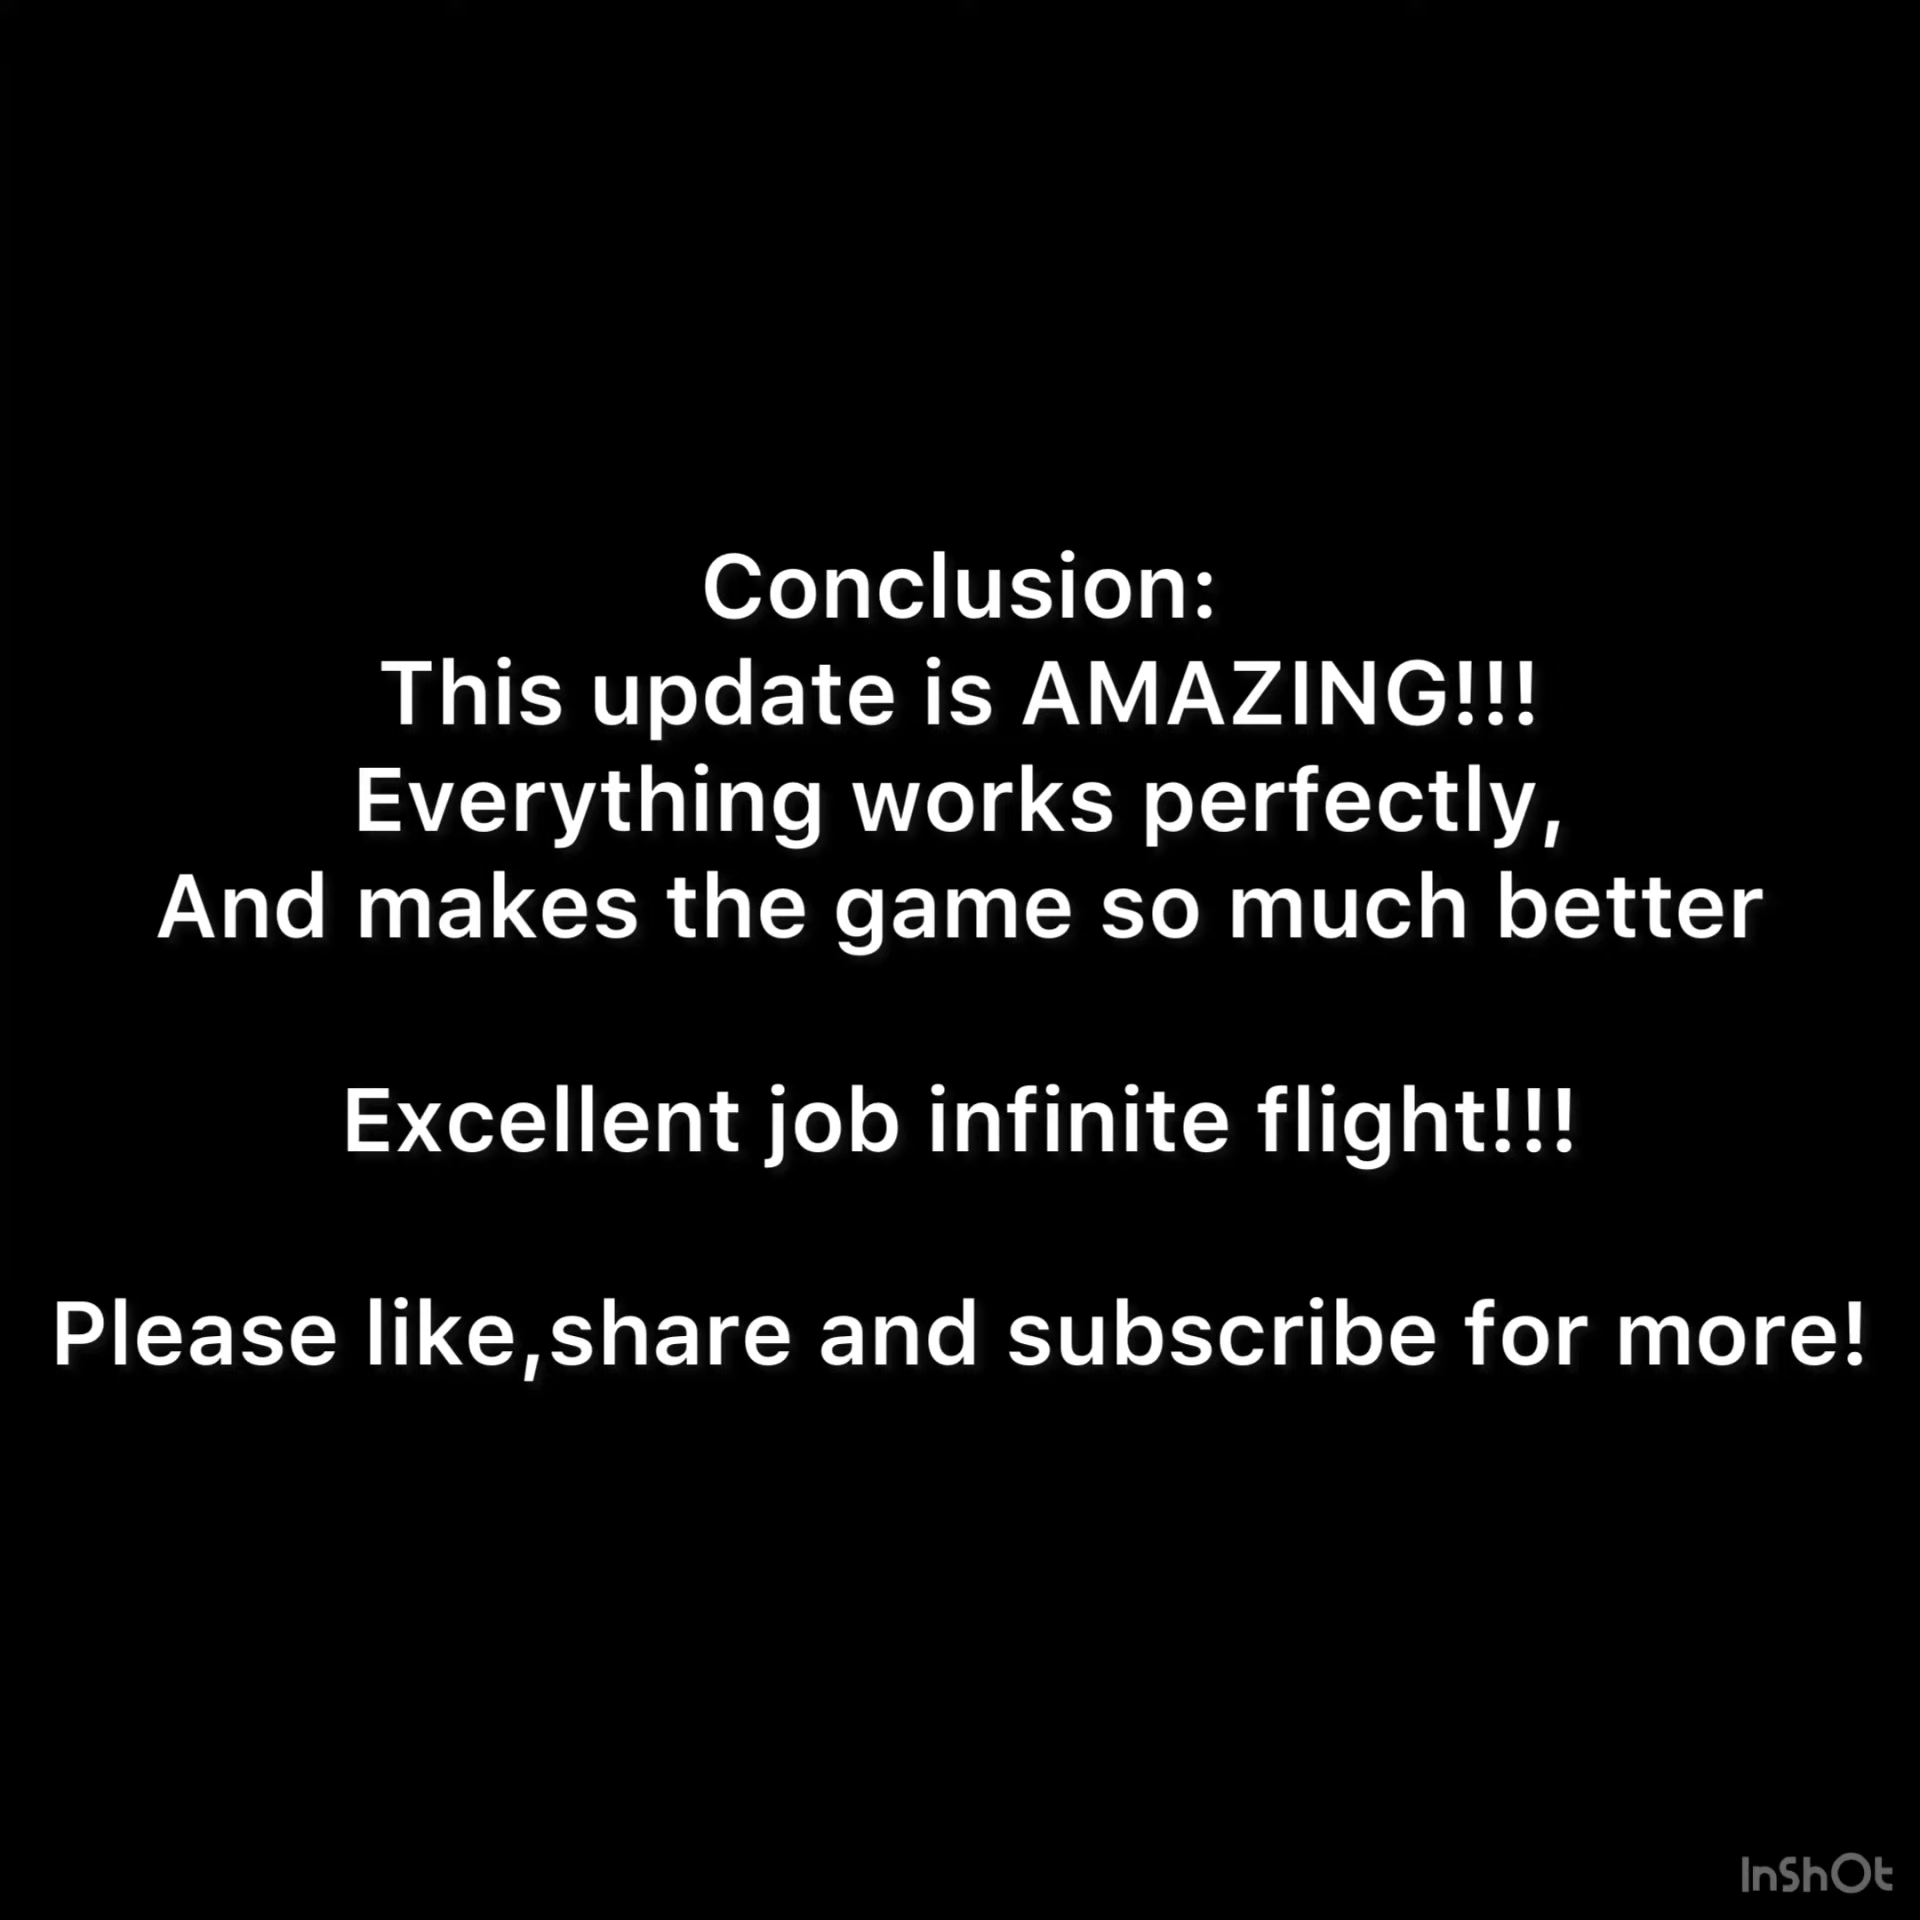 Conclusion:
This update is AMAZING!!!
Everything works perfectly,
And makes the game so much better
Excellent job infinite flight!!!
Please like,share and subscribe for more!
InShOt